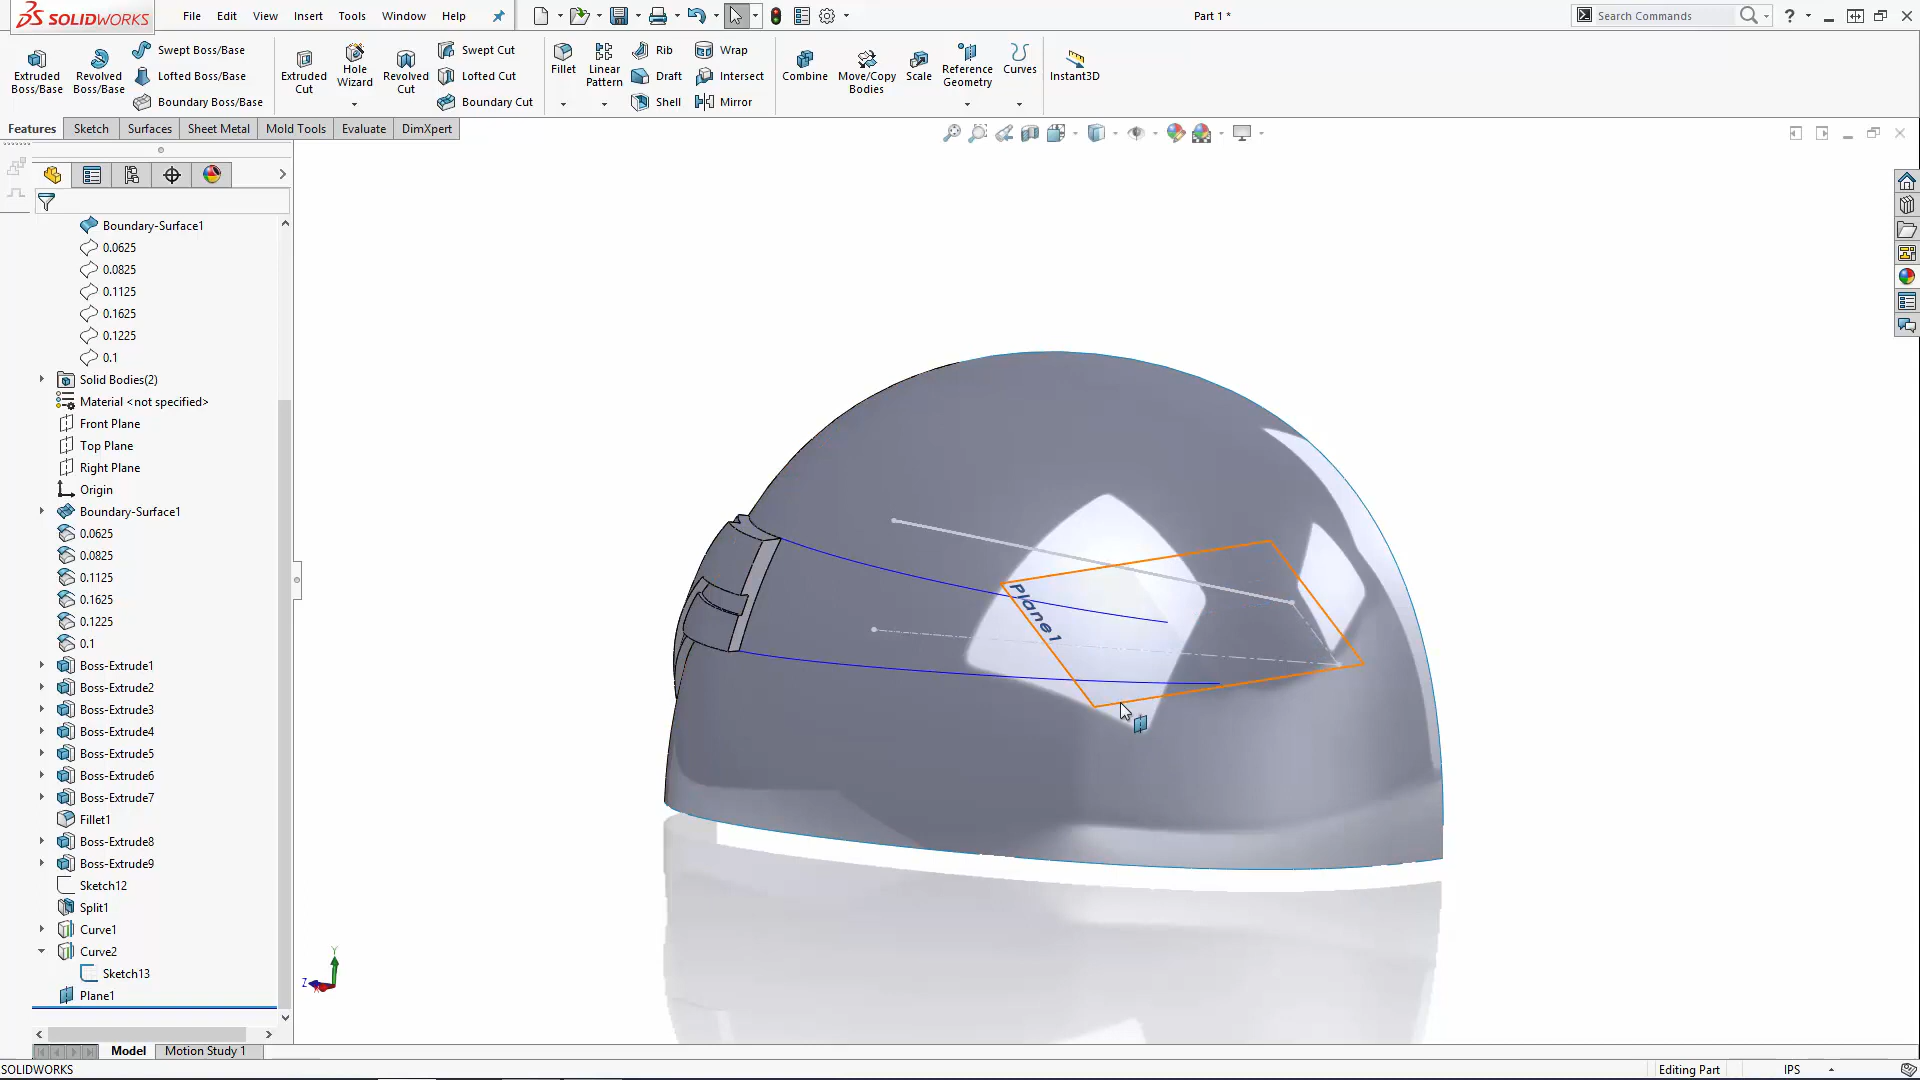 SOLIDWORKS File Edit View Insert Tools Window Help Part 1 * Search Commands
Extruded Boss/Base
Revolved Boss/Base
Swept Boss/Base
Lofted Boss/Base
Boundary Boss/Base
Extruded Cut
Hole Wizard
Revolved Cut
Swept Cut
Lofted Cut
Boundary Cut
Fillet
Linear Pattern
Rib
Draft
Shell
Wrap
Intersect
Mirror
Combine
Move/Copy Bodies
Scale
Reference Geometry
Curves
Instant3D
Features Sketch Surfaces Sheet Metal Mold Tools Evaluate DimXpert
Boundary-Surface1
0.0625
0.0825
0.1125
0.1625
0.1225
0.1
Solid Bodies(2)
Material <not specified>
Front Plane
Top Plane
Right Plane
Origin
Boundary-Surface1
0.0625
0.0825
0.1125
0.1625
0.1225
0.1
Boss-Extrude1
Boss-Extrude2
Boss-Extrude3
Boss-Extrude4
Boss-Extrude5
Boss-Extrude6
Boss-Extrude7
Fillet1
Boss-Extrude8
Boss-Extrude9
Sketch12
Split1
Curve1
Curve2
Sketch13
Plane1
Plane1
Y
Z
Model Motion Study 1
SOLIDWORKS Editing Part IPS